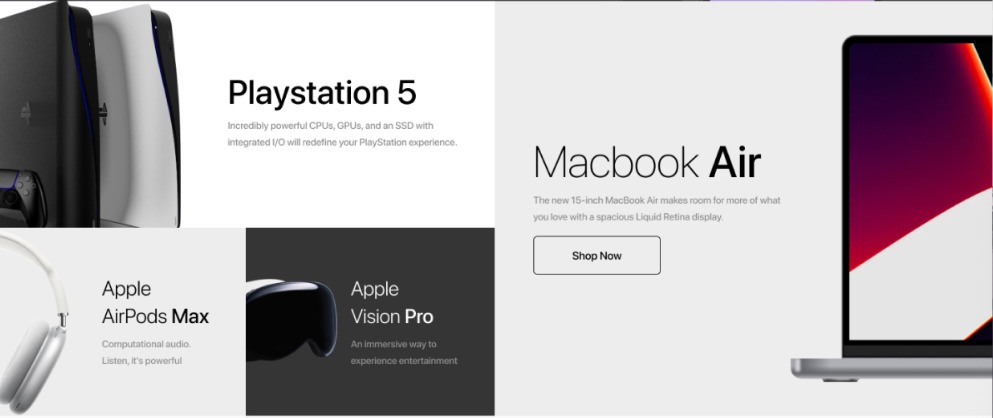 Playstation 5
Incredibly powerful CPUs, GPUs, and an SSD with
integrated I/O will redefine your PlayStation experience.
Apple
AirPods Max
Computational audio.
Listen, it's powerful
Apple
Vision Pro
An immersive way to
experience entertainment
Macbook Air
The new 15-inch MacBook Air makes room for more of what
you love with a spacious Liquid Retina display.
Shop Now